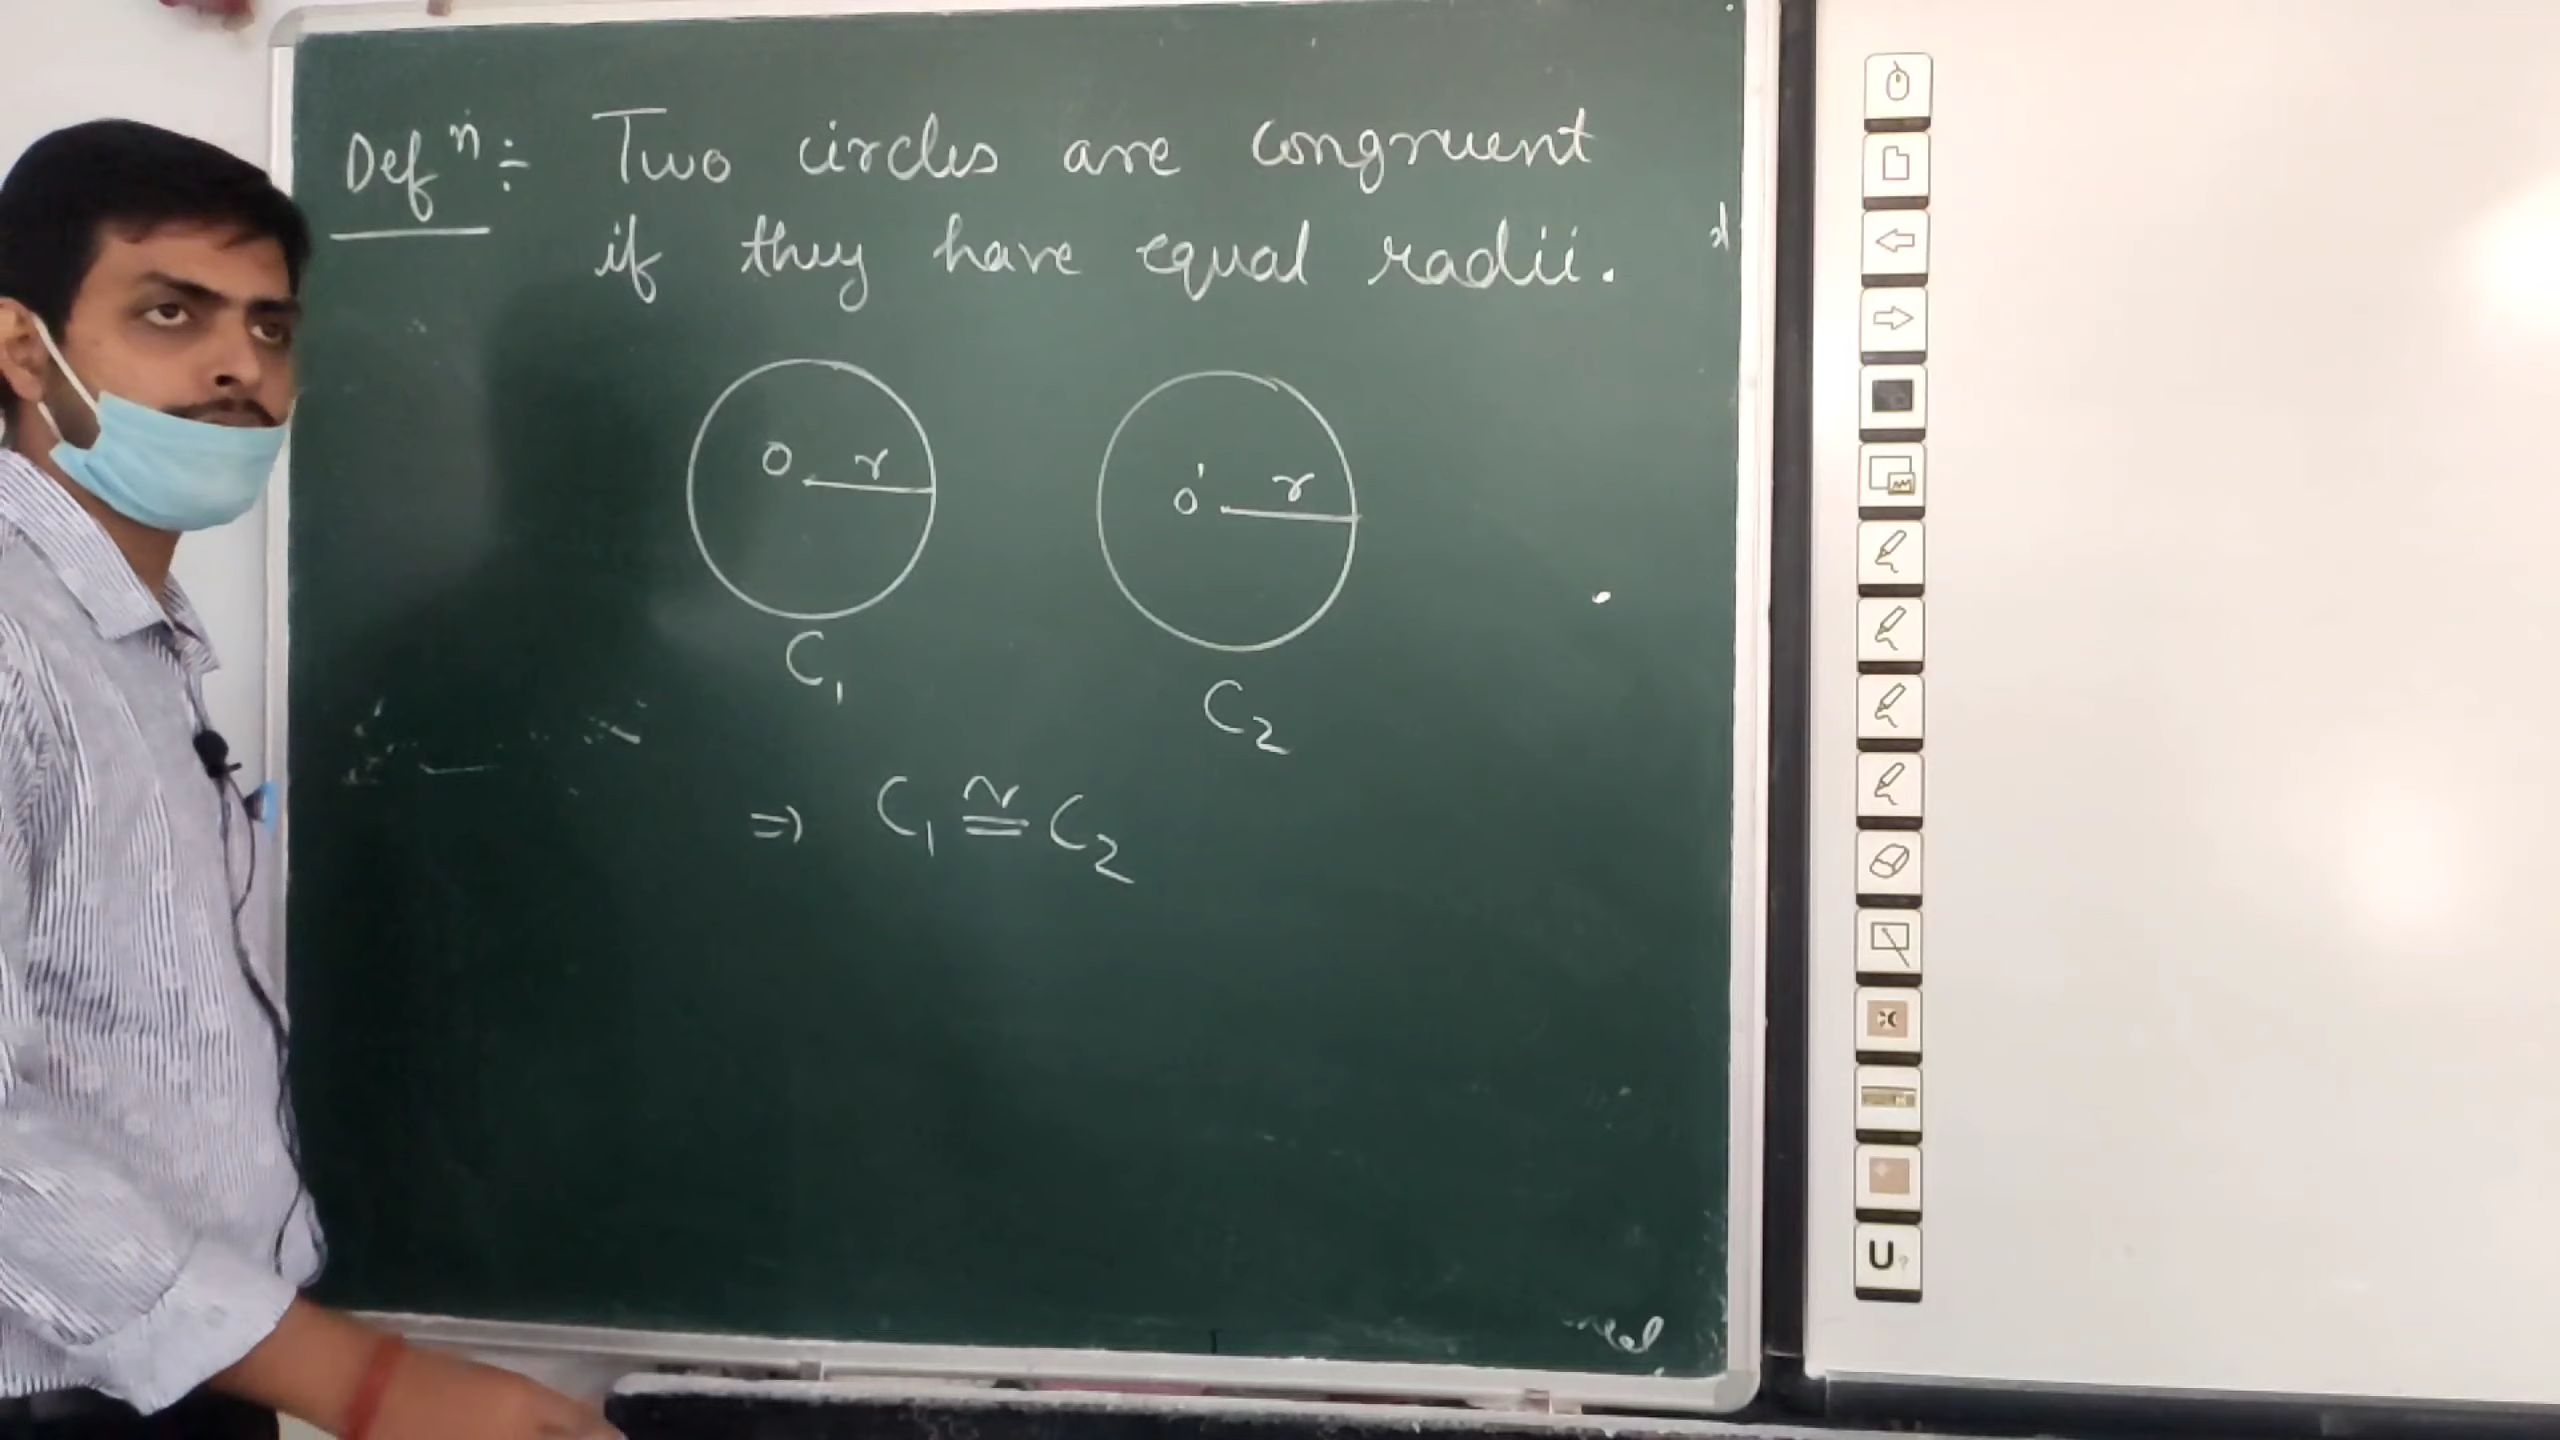 Defⁿ ÷ Two circles are congruent
if they have equal radii.
O r
O' r
C₁
C₂
⇒ C₁ ≅ C₂
U?